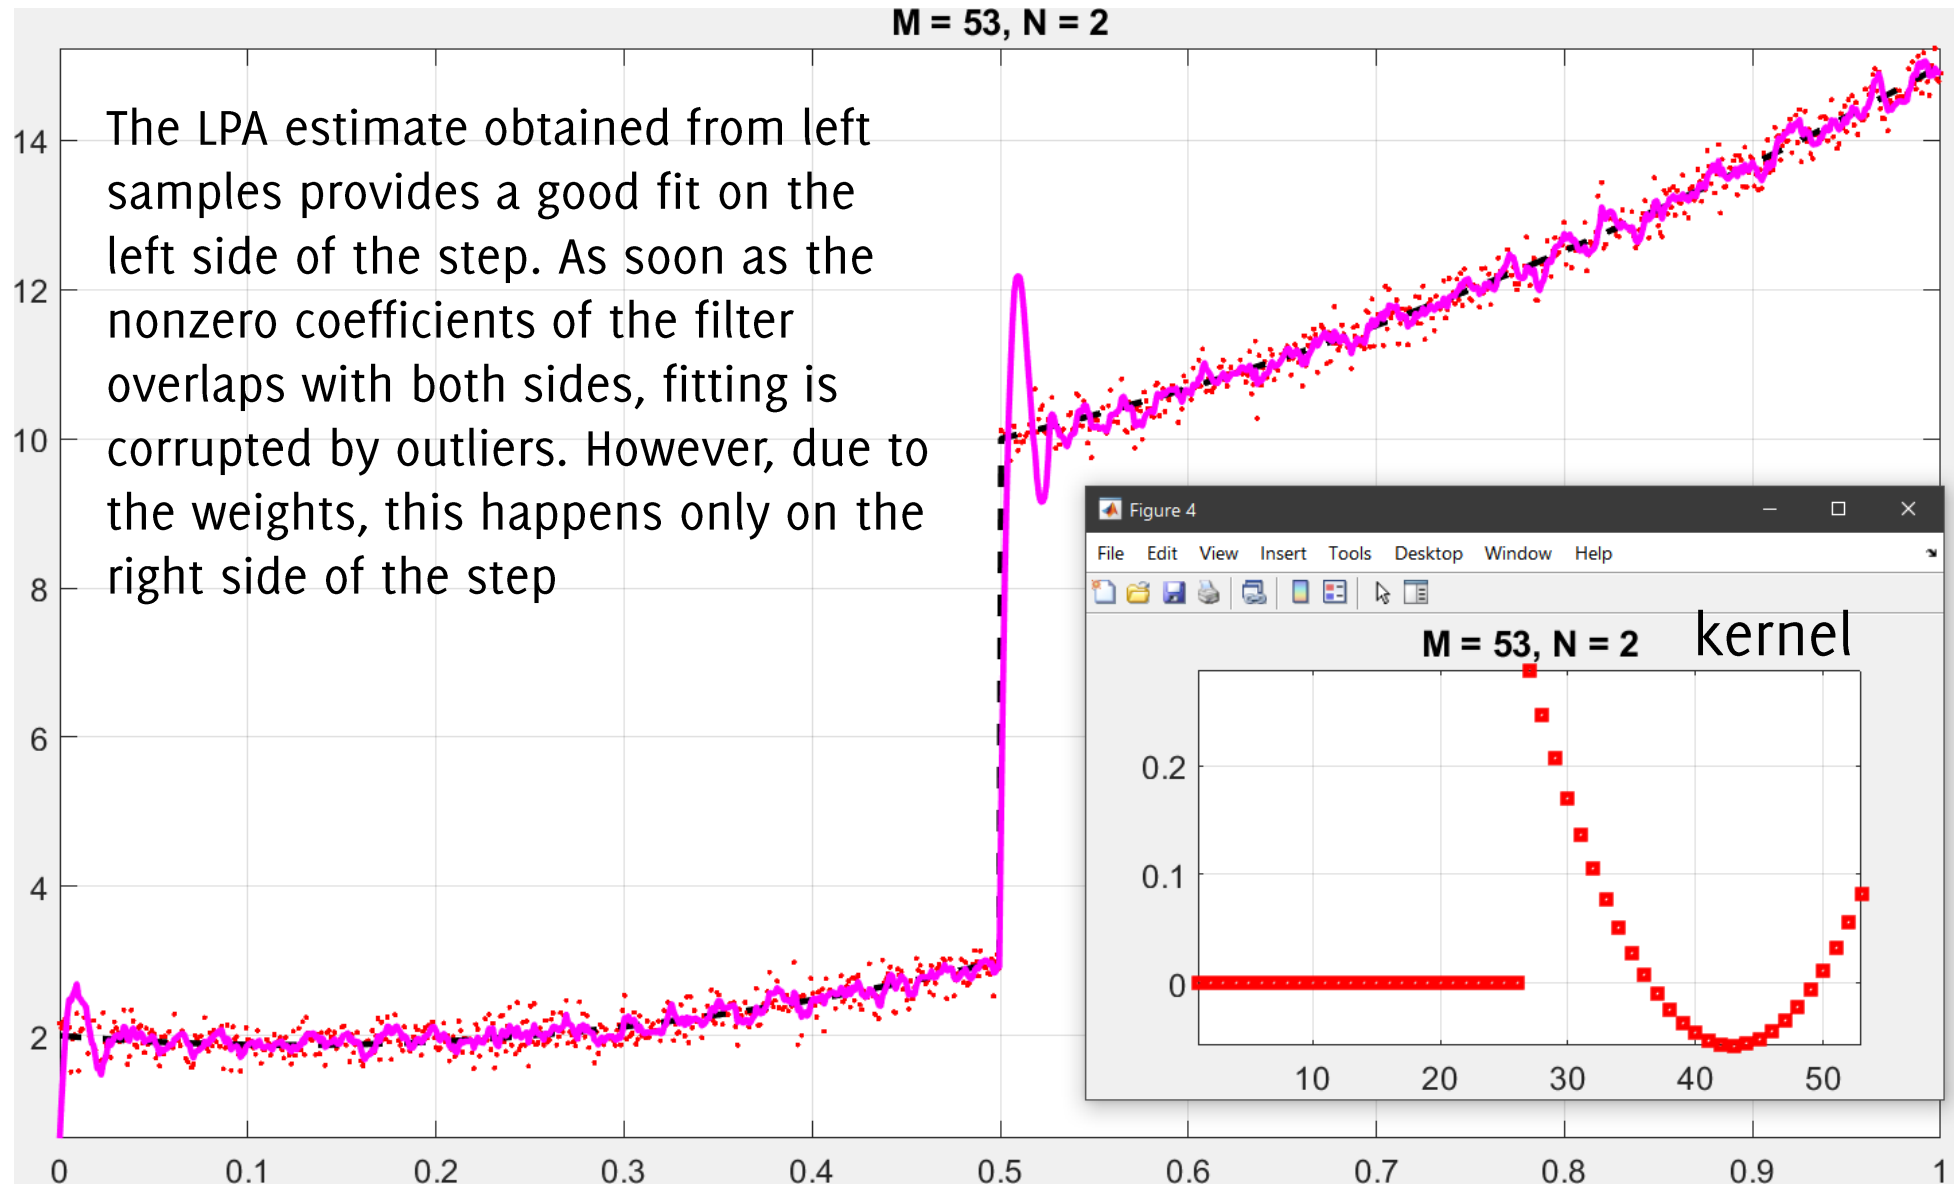 M = 53, N = 2
The LPA estimate obtained from left
samples provides a good fit on the
left side of the step. As soon as the
nonzero coefficients of the filter
overlaps with both sides, fitting is
corrupted by outliers. However, due to
the weights, this happens only on the
right side of the step
14
12
10
8
6
4
2
0 0.1 0.2 0.3 0.4 0.5 0.6 0.7 0.8 0.9 1
Figure 4
File Edit View Insert Tools Desktop Window Help
kernel
M = 53, N = 2
0.2
0.1
0
10 20 30 40 50